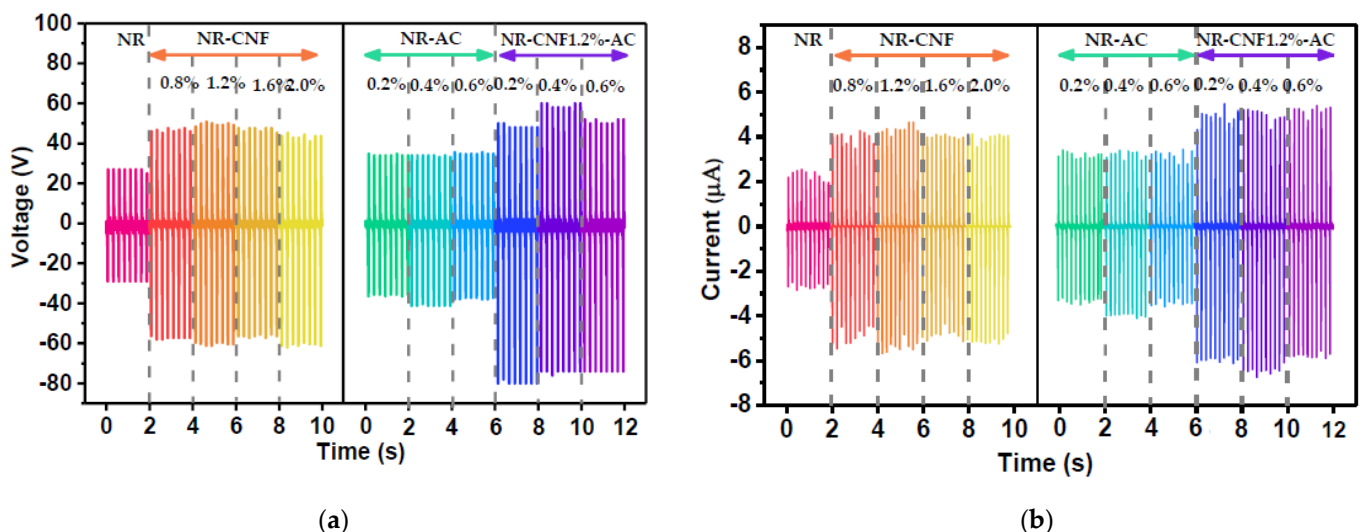 100
80
60
40
20
0
-20
-40
-60
-80
Voltage (V)
NR
NR-CNF
0.8%
1.2%
1.6%
2.0%
NR-AC
0.2%
0.4%
0.6%
NR-CNF1.2%-AC
0.2%
0.4%
0.6%
0 2 4 6 8 10
0 2 4 6 8 10 12
Time (s)
(a)
8
6
4
2
0
-2
-4
-6
-8
Current (μA)
NR
NR-CNF
0.8%
1.2%
1.6%
2.0%
NR-AC
0.2%
0.4%
0.6%
NR-CNF1.2%-AC
0.2%
0.4%
0.6%
0 2 4 6 8 10
0 2 4 6 8 10 12
Time (s)
(b)